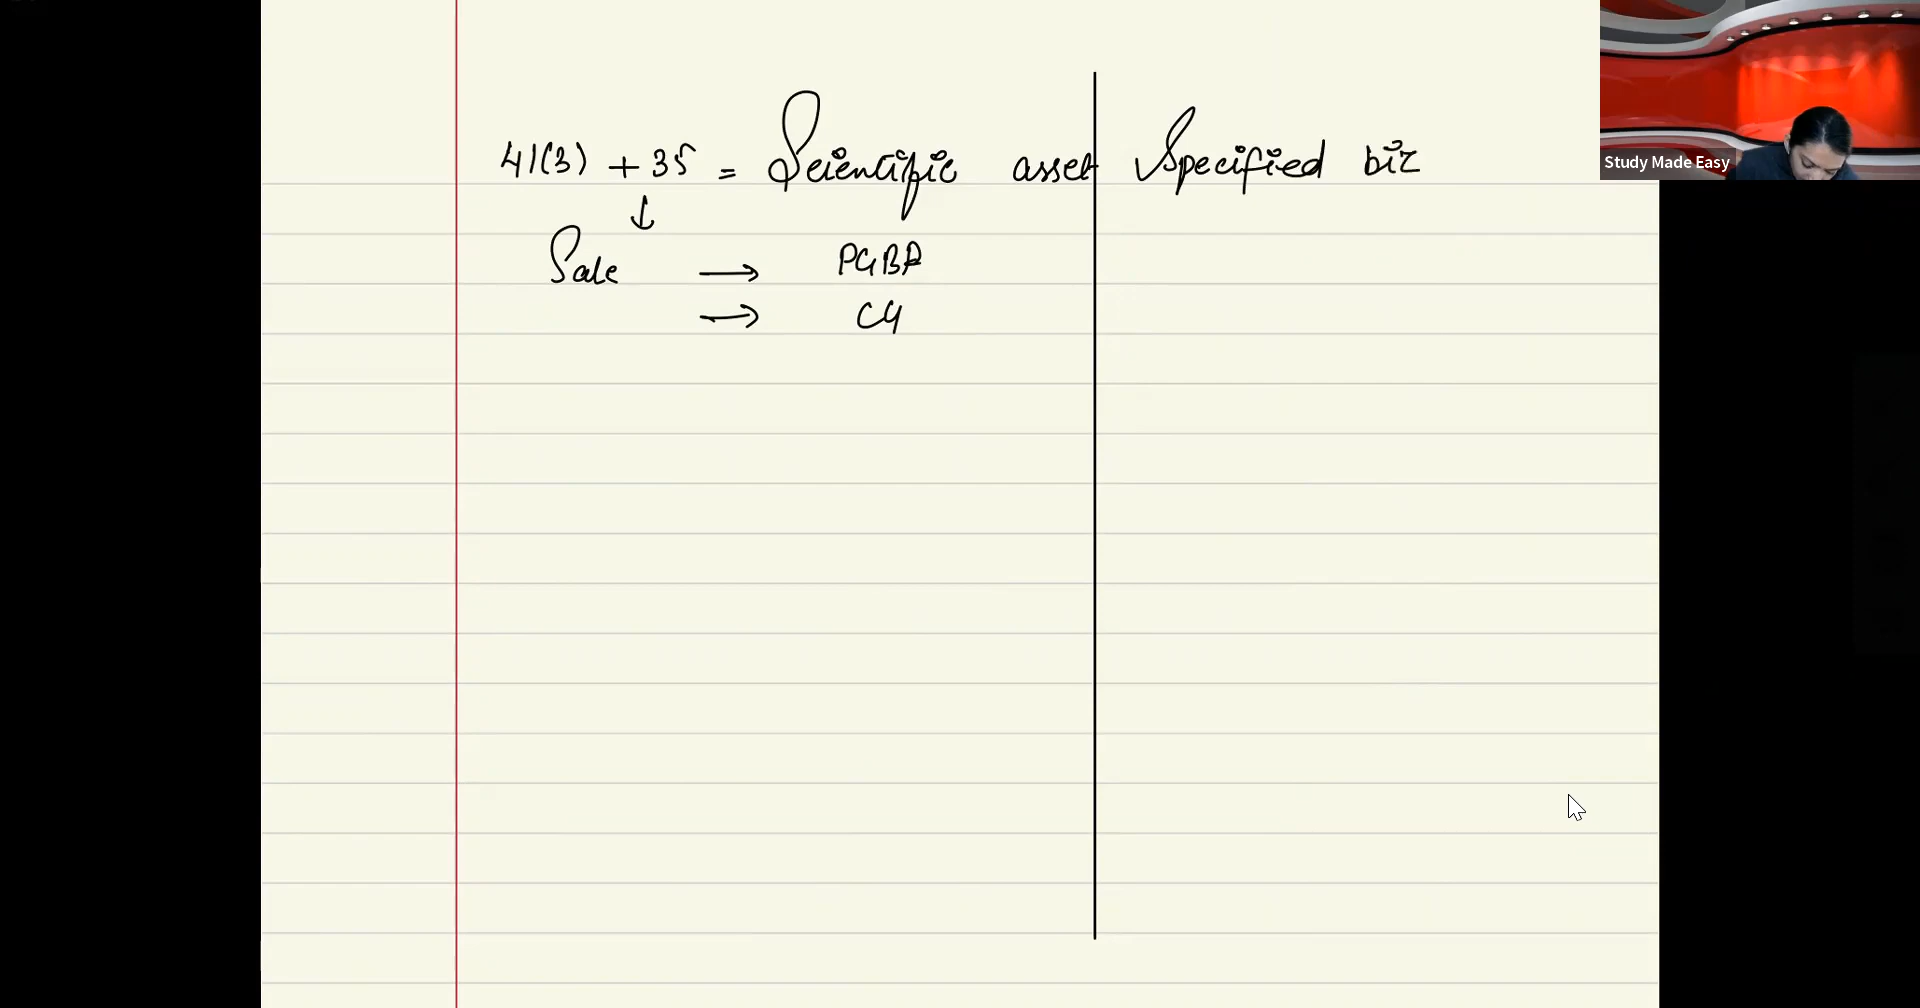 41(3) + 35 = Scientific asset
↓
Sale → PGBP
→ CG
Specified biz
Study Made Easy